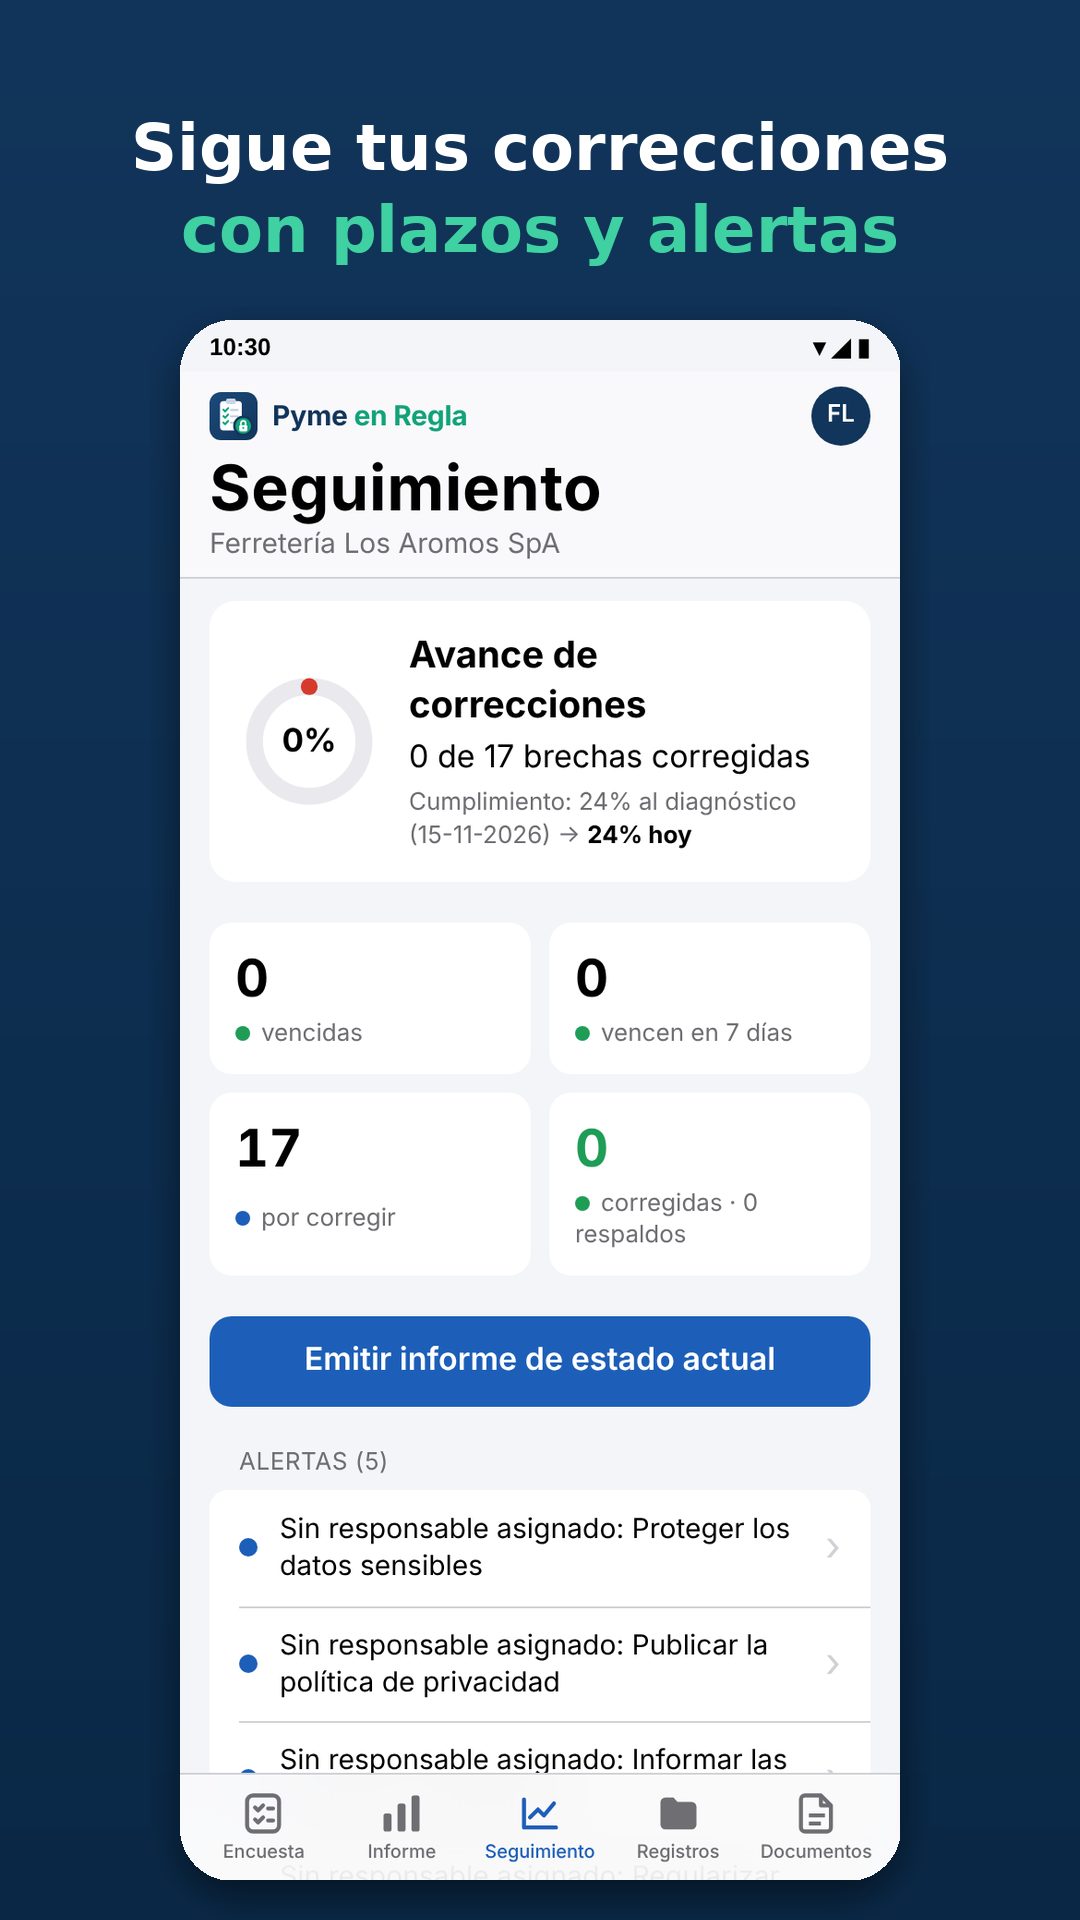 Sigue tus correcciones
con plazos y alertas
10:30
Pyme en Regla
FL
Seguimiento
Ferretería Los Aromos SpA
0%
Avance de
correcciones
0 de 17 brechas corregidas
Cumplimiento: 24% al diagnóstico
(15-11-2026) → 24% hoy
0
vencidas
0
vencen en 7 días
17
por corregir
0
corregidas · 0
respaldos
Emitir informe de estado actual
ALERTAS (5)
Sin responsable asignado: Proteger los
datos sensibles
Sin responsable asignado: Publicar la
política de privacidad
Sin responsable asignado: Informar las
Encuesta
Informe
Seguimiento
Registros
Documentos
Sin responsable asignado: Regularizar